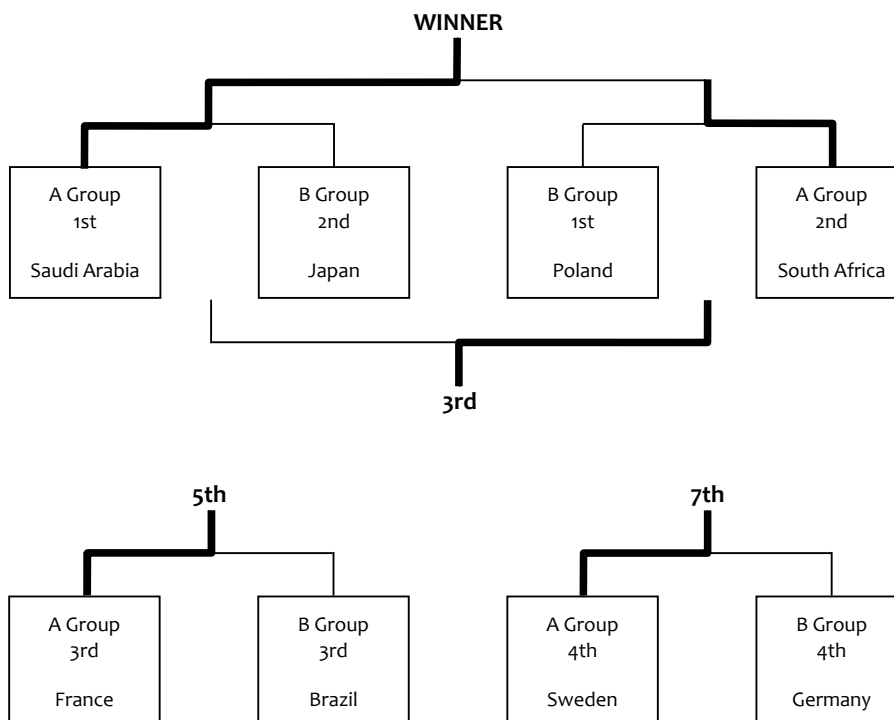 WINNER
A Group
1st
Saudi Arabia
B Group
2nd
Japan
B Group
1st
Poland
A Group
2nd
South Africa
3rd
5th
7th
A Group
3rd
France
B Group
3rd
Brazil
A Group
4th
Sweden
B Group
4th
Germany